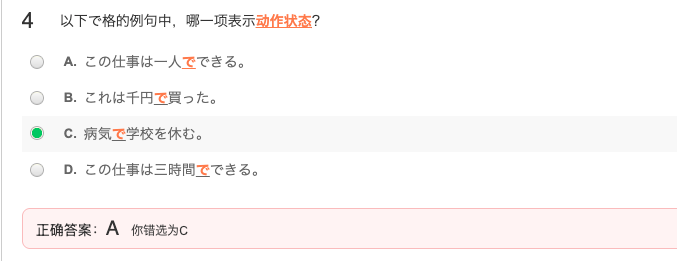 4 以下で格的例句中，哪一项表示动作状态?
A. この仕事は一人でできる。
B. これは千円で買った。
C. 病気で学校を休む。
D. この仕事は三時間でできる。
正确答案：A 你错选为C